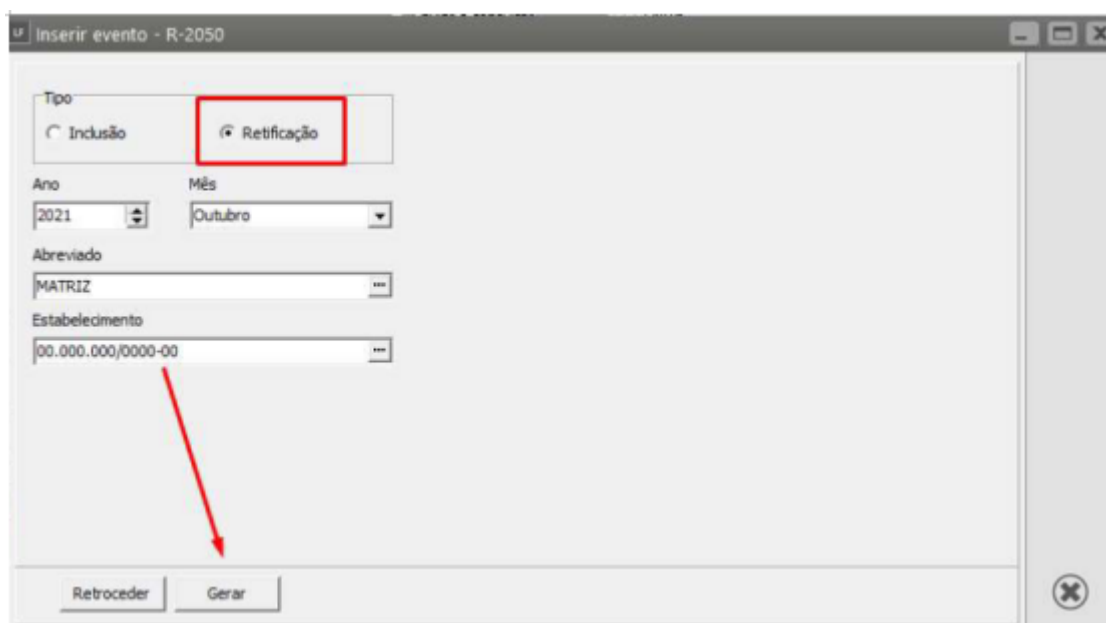 LF Inserir evento - R-2050
Tipo
Inclusão Retificação
Ano Mês
2021 Outubro
Abreviado
MATRIZ ...
Estabelecimento
00.000.000/0000-00 ...
Retroceder Gerar